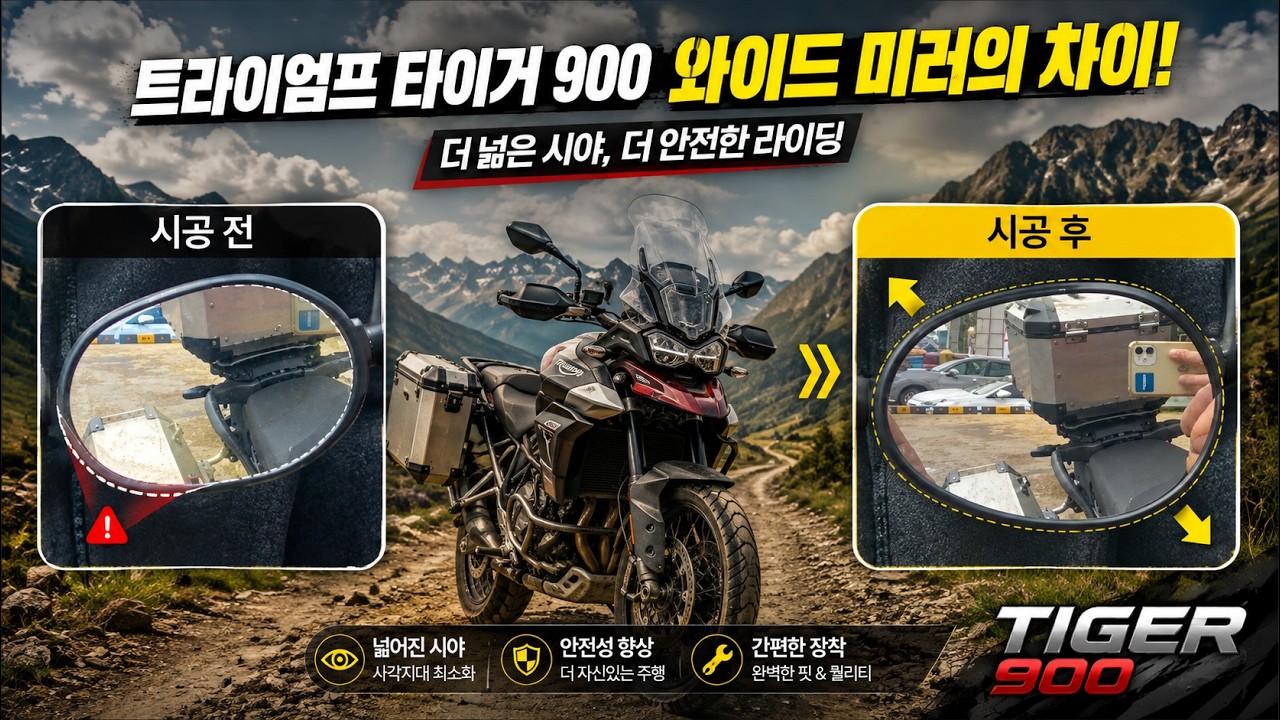 트라이엄프 타이거 900 와이드 미러의 차이!
더 넓은 시야, 더 안전한 라이딩
시공 전
시공 후
!
TRIUMPH
넓어진 시야
사각지대 최소화
안전성 향상
더 자신있는 주행
간편한 장착
완벽한 핏 & 퀄리티
TIGER
900